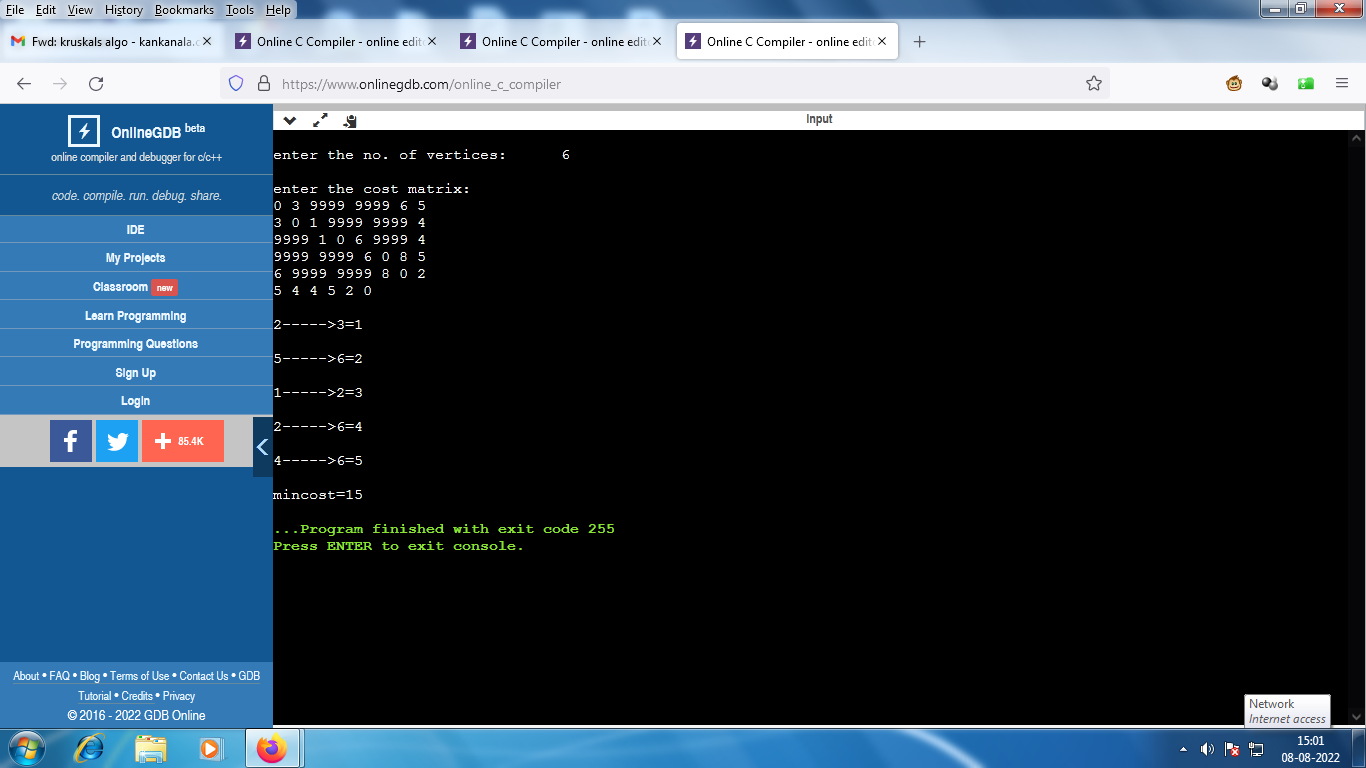 File Edit View History Bookmarks Tools Help
Fwd: kruskals algo - kankanala.c
Online C Compiler - online edit
Online C Compiler - online edit
Online C Compiler - online edit
https://www.onlinegdb.com/online_c_compiler
OnlineGDB beta
online compiler and debugger for c/c++
code. compile. run. debug. share.
IDE
My Projects
Classroom new
Learn Programming
Programming Questions
Sign Up
Login
85.4K
About • FAQ • Blog • Terms of Use • Contact Us • GDB
Tutorial • Credits • Privacy
© 2016 - 2022 GDB Online
input
enter the no. of vertices: 6
enter the cost matrix:
0 3 9999 9999 6 5
3 0 1 9999 9999 4
9999 1 0 6 9999 4
9999 9999 6 0 8 5
6 9999 9999 8 0 2
5 4 4 5 2 0
2----->3=1
5----->6=2
1----->2=3
2----->6=4
4----->6=5
mincost=15
...Program finished with exit code 255
Press ENTER to exit console.
Network
Internet access
15:01
08-08-2022